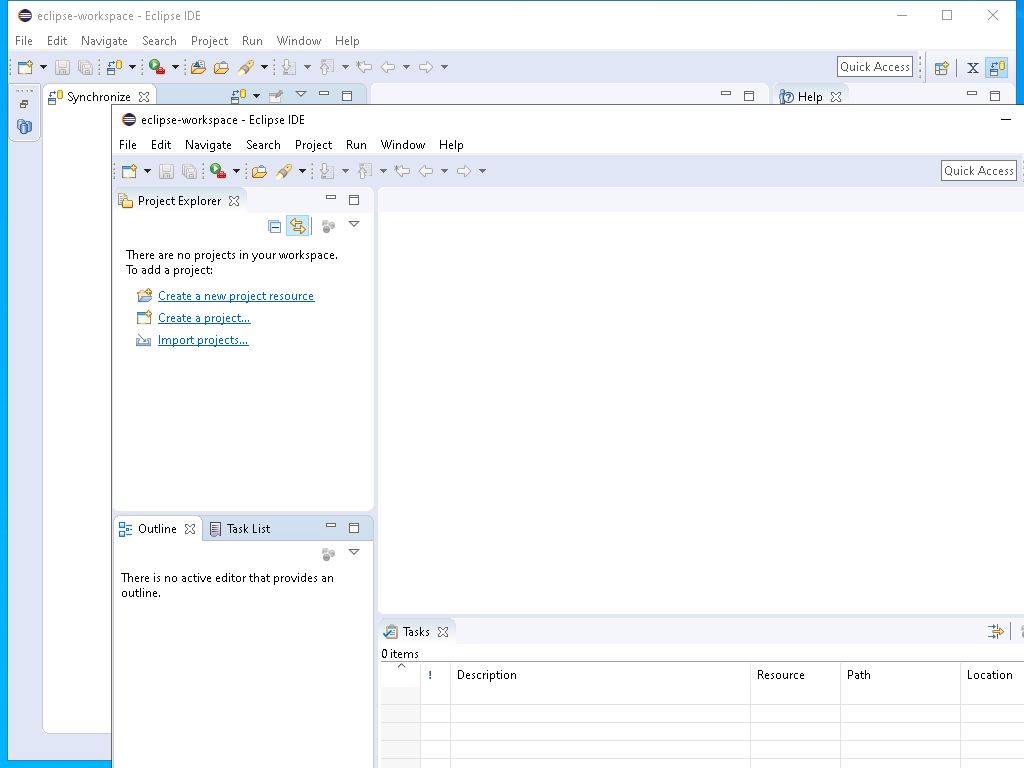 eclipse-workspace - Eclipse IDE
File Edit Navigate Search Project Run Window Help
Quick Access
Synchronize
Help
eclipse-workspace - Eclipse IDE
File Edit Navigate Search Project Run Window Help
Quick Access
Project Explorer
There are no projects in your workspace.
To add a project:
Create a new project resource
Create a project...
Import projects...
Outline Task List
There is no active editor that provides an
outline.
Tasks
0 items
! Description Resource Path Location